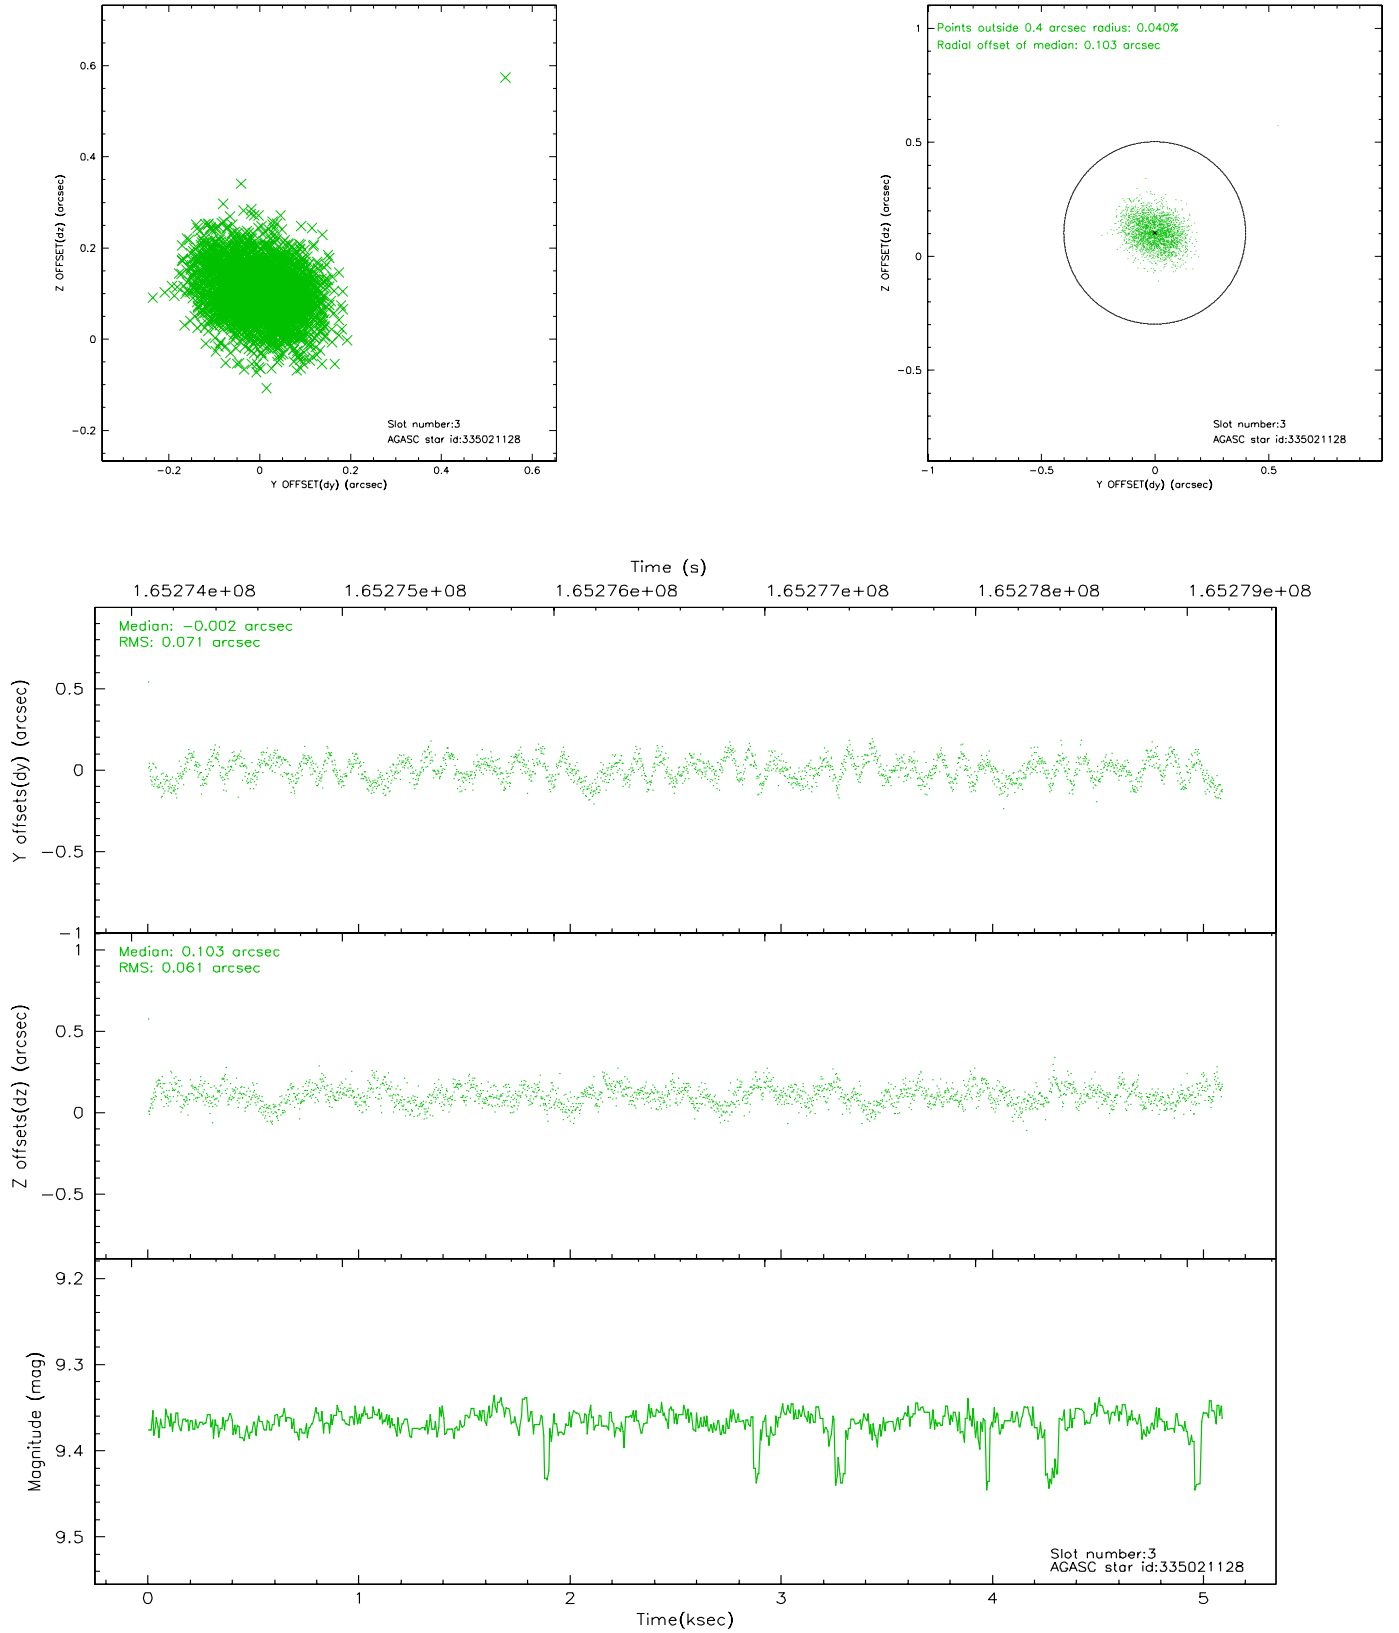 0.6
0.4
0.2
0
-0.2
Z OFFSET(dz) (arcsec)
Slot number:3
AGASC star id:335021128
-0.2 0 0.2 0.4 0.6
Y OFFSET(dy) (arcsec)
Points outside 0.4 arcsec radius: 0.040%
Radial offset of median: 0.103 arcsec
1
0.5
0
-0.5
Z OFFSET(dz) (arcsec)
Slot number:3
AGASC star id:335021128
-1 -0.5 0 0.5
Y OFFSET(dy) (arcsec)
Time (s)
1.65274e+08 1.65275e+08 1.65276e+08 1.65277e+08 1.65278e+08 1.65279e+08
Median: -0.002 arcsec
RMS: 0.071 arcsec
0.5
0
-0.5
-1
Y offsets(dy) (arcsec)
Median: 0.103 arcsec
RMS: 0.061 arcsec
1
0.5
0
-0.5
Z offsets(dz) (arcsec)
9.2
9.3
9.4
9.5
Magnitude (mag)
Slot number:3
AGASC star id:335021128
0 1 2 3 4 5
Time(ksec)